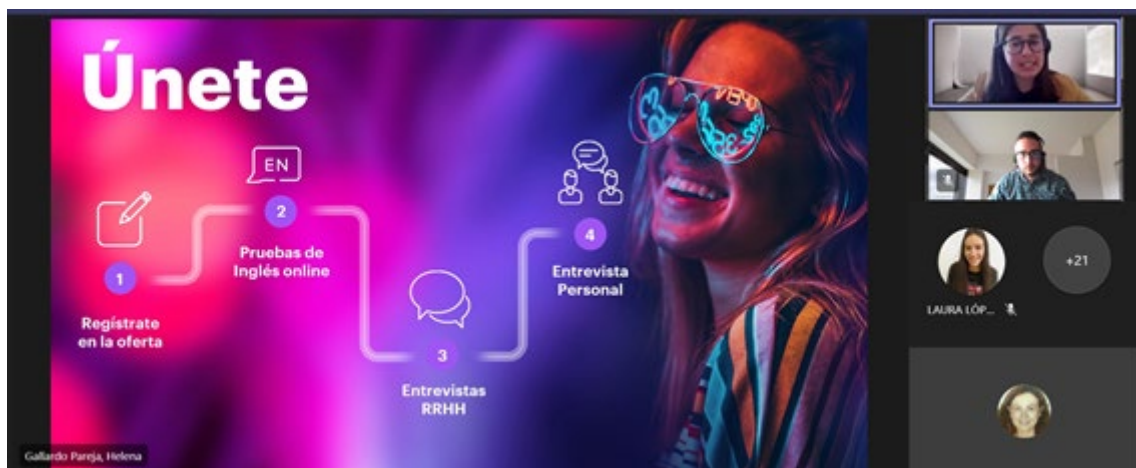 Únete
1
Regístrate
en la oferta
EN
2
Pruebas de
Inglés online
3
Entrevistas
RRHH
4
Entrevista
Personal
Gallardo Pareja, Helena
+21
LAURA LÓP...